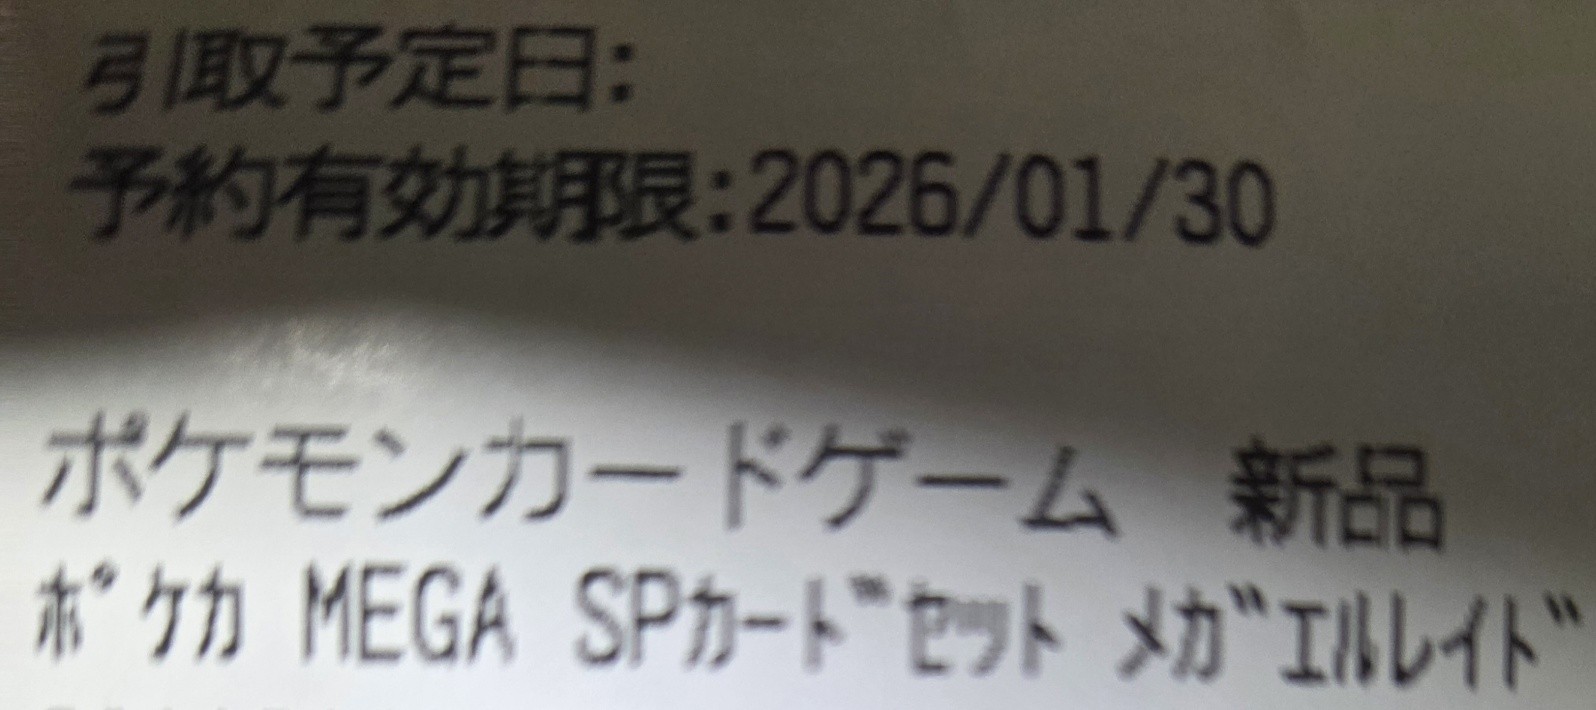 引取予定日:
予約有効期限:2026/01/30
ポケモンカードゲーム 新品
ポケカ MEGA SPカードセット メガエルレイド